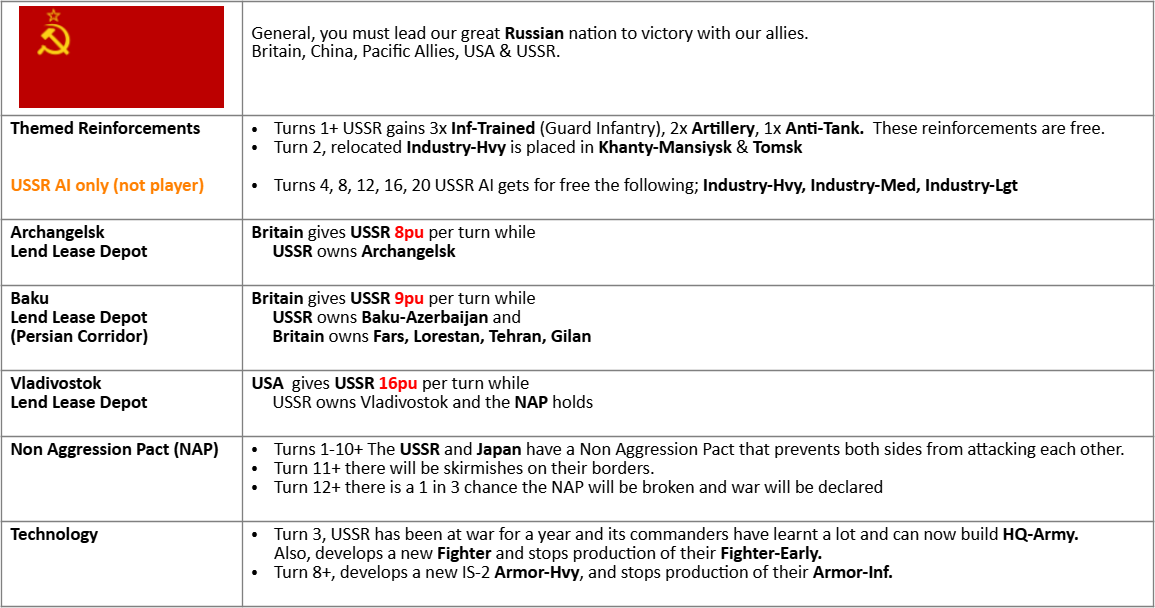 General, you must lead our great Russian nation to victory with our allies.
Britain, China, Pacific Allies, USA & USSR.
Themed Reinforcements
• Turns 1+ USSR gains 3x Inf-Trained (Guard Infantry), 2x Artillery, 1x Anti-Tank.  These reinforcements are free.
• Turn 2, relocated Industry-Hvy is placed in Khanty-Mansiysk & Tomsk
USSR AI only (not player)
• Turns 4, 8, 12, 16, 20 USSR AI gets for free the following; Industry-Hvy, Industry-Med, Industry-Lgt
Archangelsk
Lend Lease Depot
Britain gives USSR 8pu per turn while
USSR owns Archangelsk
Baku
Lend Lease Depot
(Persian Corridor)
Britain gives USSR 9pu per turn while
USSR owns Baku-Azerbaijan and
Britain owns Fars, Lorestan, Tehran, Gilan
Vladivostok
Lend Lease Depot
USA  gives USSR 16pu per turn while
USSR owns Vladivostok and the NAP holds
Non Aggression Pact (NAP)
• Turns 1-10+ The USSR and Japan have a Non Aggression Pact that prevents both sides from attacking each other.
• Turn 11+ there will be skirmishes on their borders.
• Turn 12+ there is a 1 in 3 chance the NAP will be broken and war will be declared
Technology
• Turn 3, USSR has been at war for a year and its commanders have learnt a lot and can now build HQ-Army.
Also, develops a new Fighter and stops production of their Fighter-Early.
• Turn 8+, develops a new IS-2 Armor-Hvy, and stops production of their Armor-Inf.